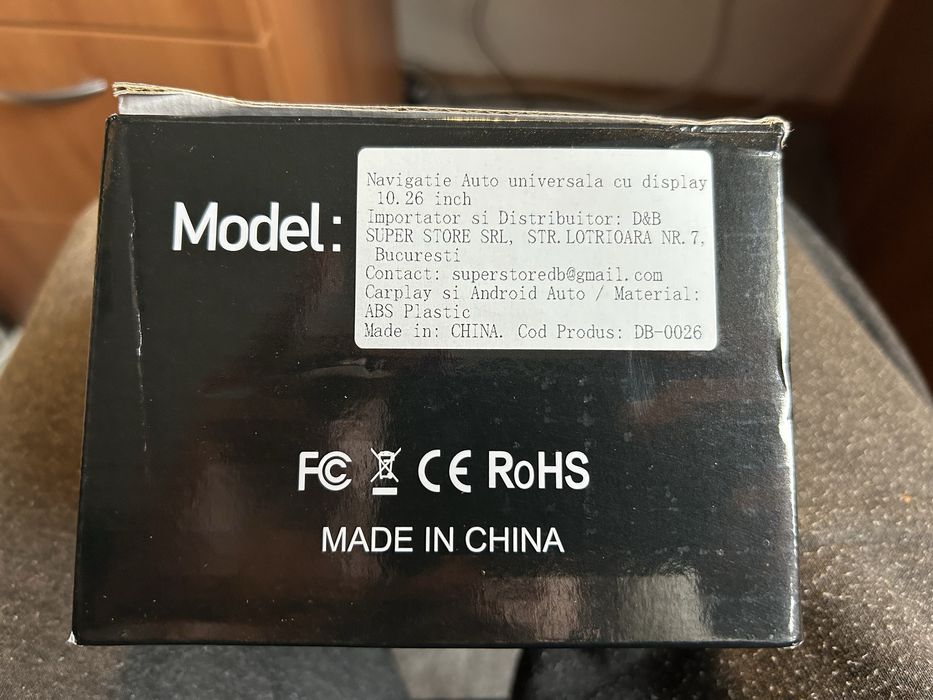 Model:
Navigatie Auto universala cu display
10.26 inch
Importator si Distribuitor: D&B
SUPER STORE SRL, STR.LOTRIOARA NR.7,
Bucuresti
Contact: superstoredb@gmail.com
Carplay si Android Auto / Material:
ABS Plastic
Made in: CHINA. Cod Produs: DB-0026
FC CE RoHS
MADE IN CHINA